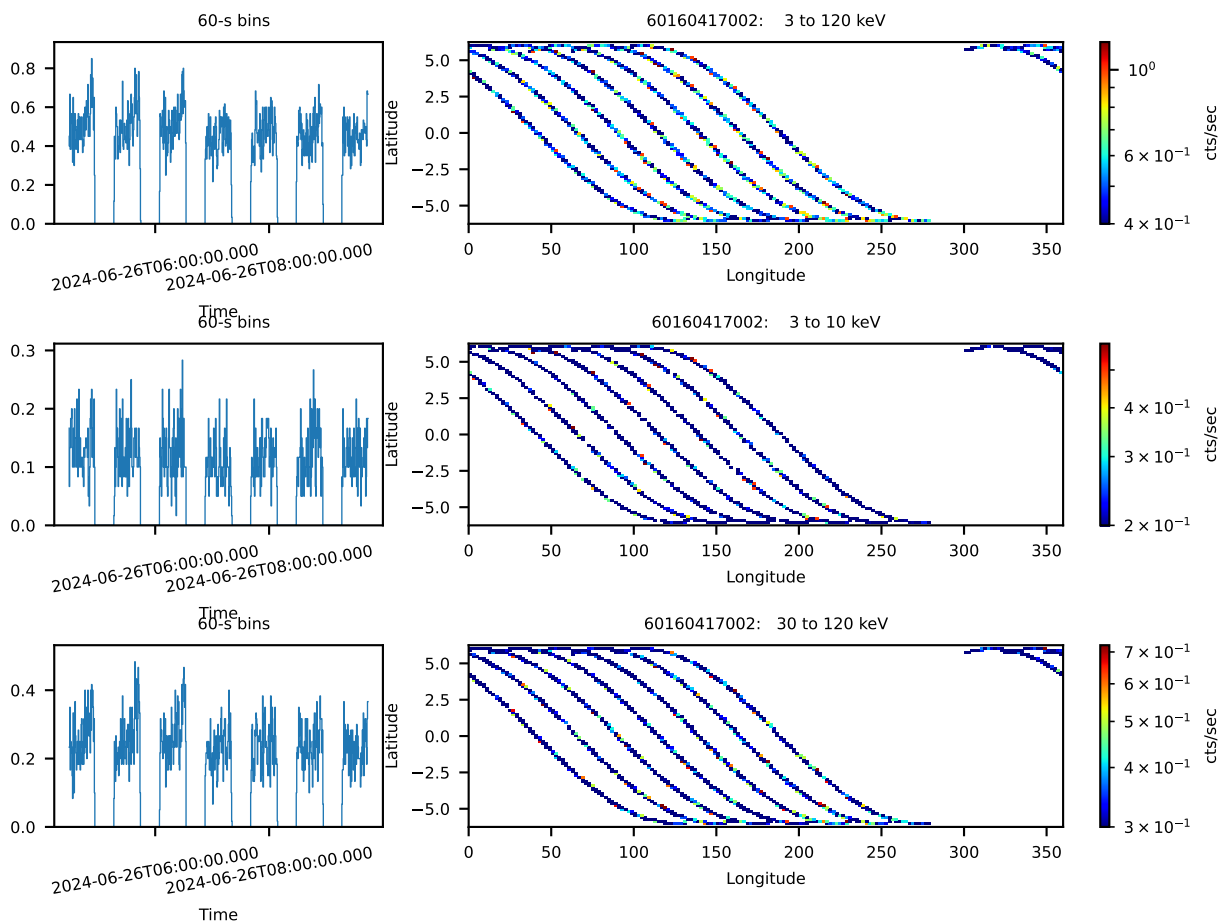 60-s bins
60160417002:    3 to 120 keV
0.8
0.6
0.4
0.2
0.0
2024-06-26T06:00:00.000
2024-06-26T08:00:00.000
Time
Latitude
5.0
2.5
0.0
−2.5
−5.0
0 50 100 150 200 250 300 350
Longitude
10⁰
6 × 10⁻¹
4 × 10⁻¹
cts/sec
60-s bins
60160417002:    3 to 10 keV
0.3
0.2
0.1
0.0
2024-06-26T06:00:00.000
2024-06-26T08:00:00.000
Time
Latitude
5.0
2.5
0.0
−2.5
−5.0
0 50 100 150 200 250 300 350
Longitude
4 × 10⁻¹
3 × 10⁻¹
2 × 10⁻¹
cts/sec
60-s bins
60160417002:   30 to 120 keV
0.4
0.2
0.0
2024-06-26T06:00:00.000
2024-06-26T08:00:00.000
Time
Latitude
5.0
2.5
0.0
−2.5
−5.0
0 50 100 150 200 250 300 350
Longitude
7 × 10⁻¹
6 × 10⁻¹
5 × 10⁻¹
4 × 10⁻¹
3 × 10⁻¹
cts/sec